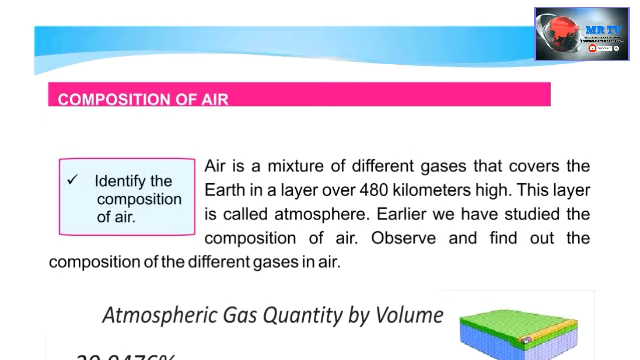 MR TV
COMPOSITION OF AIR
✓ Identify the
composition
of air.
Air is a mixture of different gases that covers the
Earth in a layer over 480 kilometers high. This layer
is called atmosphere. Earlier we have studied the
composition of air. Observe and find out the
composition of the different gases in air.
Atmospheric Gas Quantity by Volume